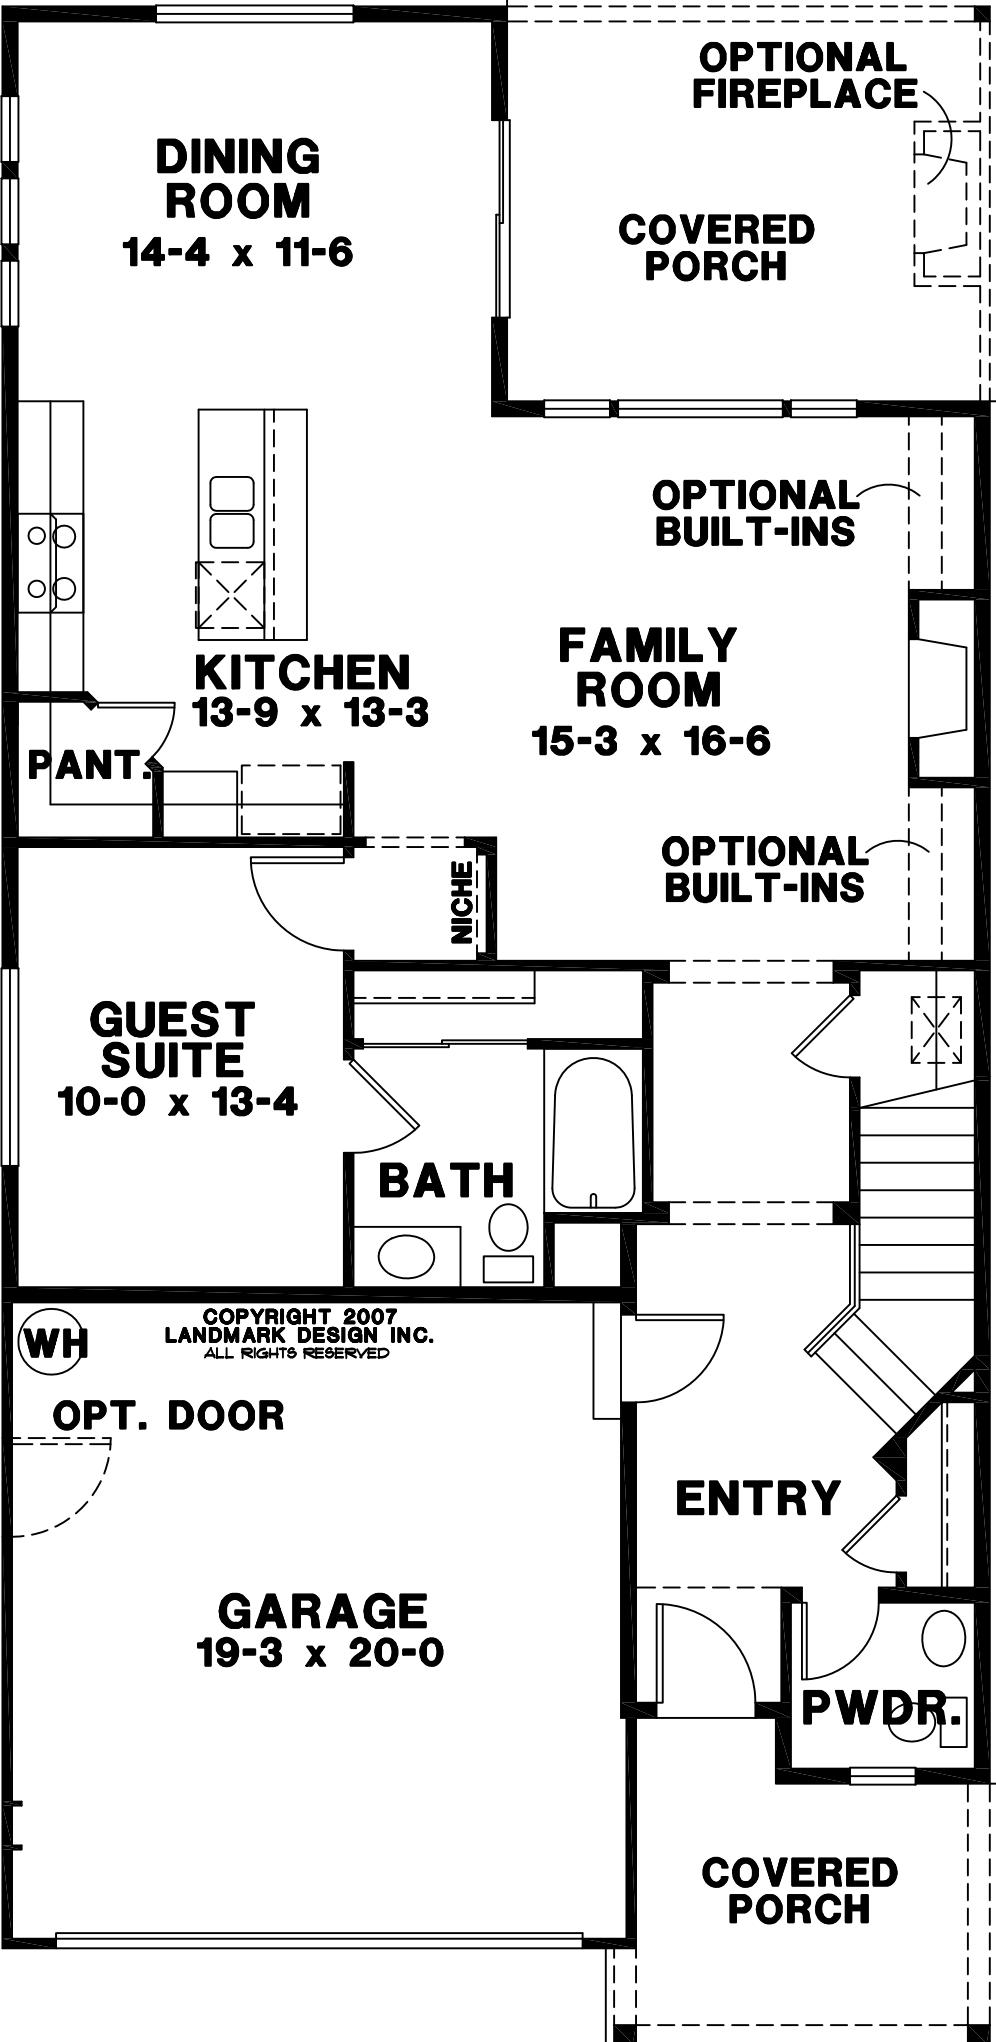 OPTIONAL
FIREPLACE
DINING
ROOM
14-4 x 11-6
COVERED
PORCH
OPTIONAL
BUILT-INS
KITCHEN
13-9 x 13-3
FAMILY
ROOM
15-3 x 16-6
PANT.
OPTIONAL
BUILT-INS
NICHE
GUEST
SUITE
10-0 x 13-4
BATH
WH
COPYRIGHT 2007
LANDMARK DESIGN INC.
ALL RIGHTS RESERVED
OPT. DOOR
ENTRY
GARAGE
19-3 x 20-0
PWDR.
COVERED
PORCH